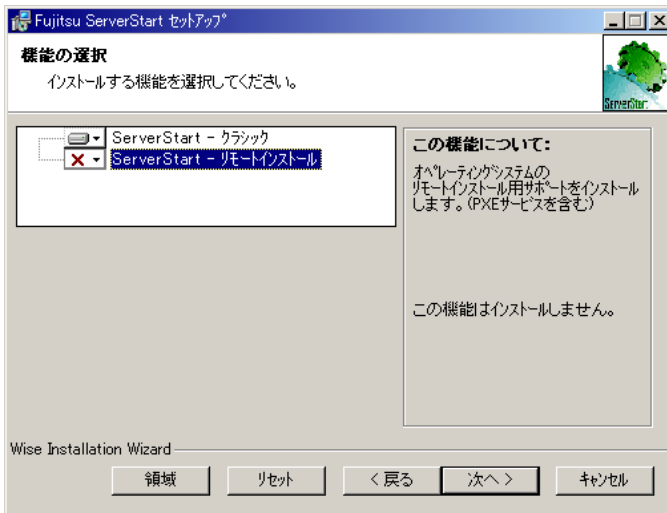 Fujitsu ServerStart セットアップ
機能の選択
インストールする機能を選択してください。
ServerStart
ServerStart - クラシック
ServerStart - リモートインストール
この機能について:
オペレーティングシステムの
リモートインストール用サポートをインストール
します。(PXEサービスを含む)
この機能はインストールしません。
Wise Installation Wizard
領域
リセット
< 戻る
次へ >
キャンセル